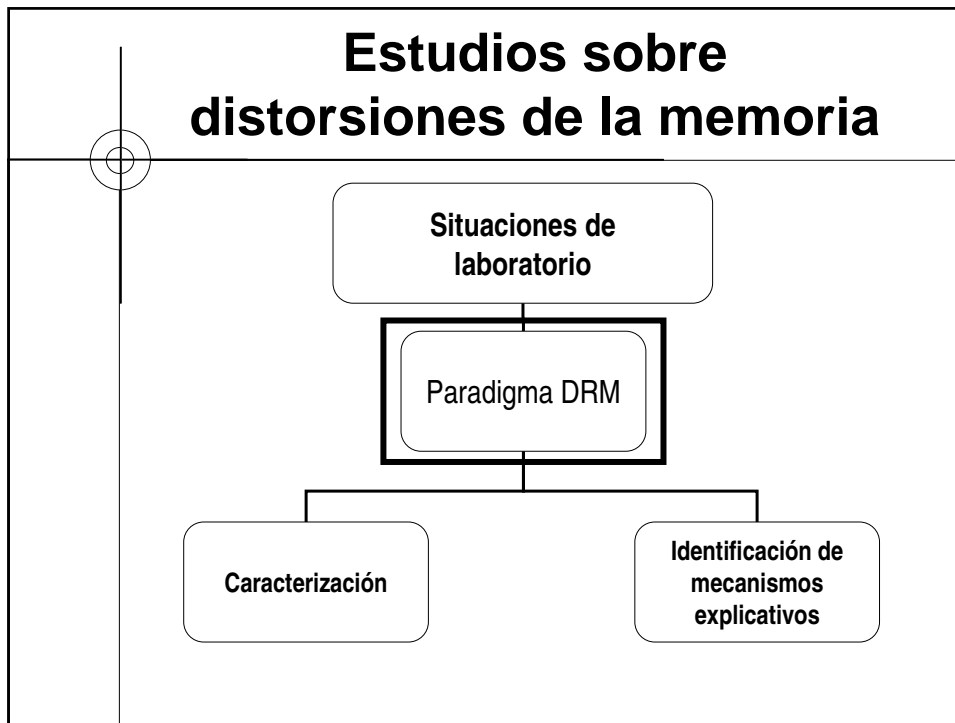 Estudios sobre
distorsiones de la memoria
Situaciones de
laboratorio
Paradigma DRM
Caracterización
Identificación de
mecanismos
explicativos